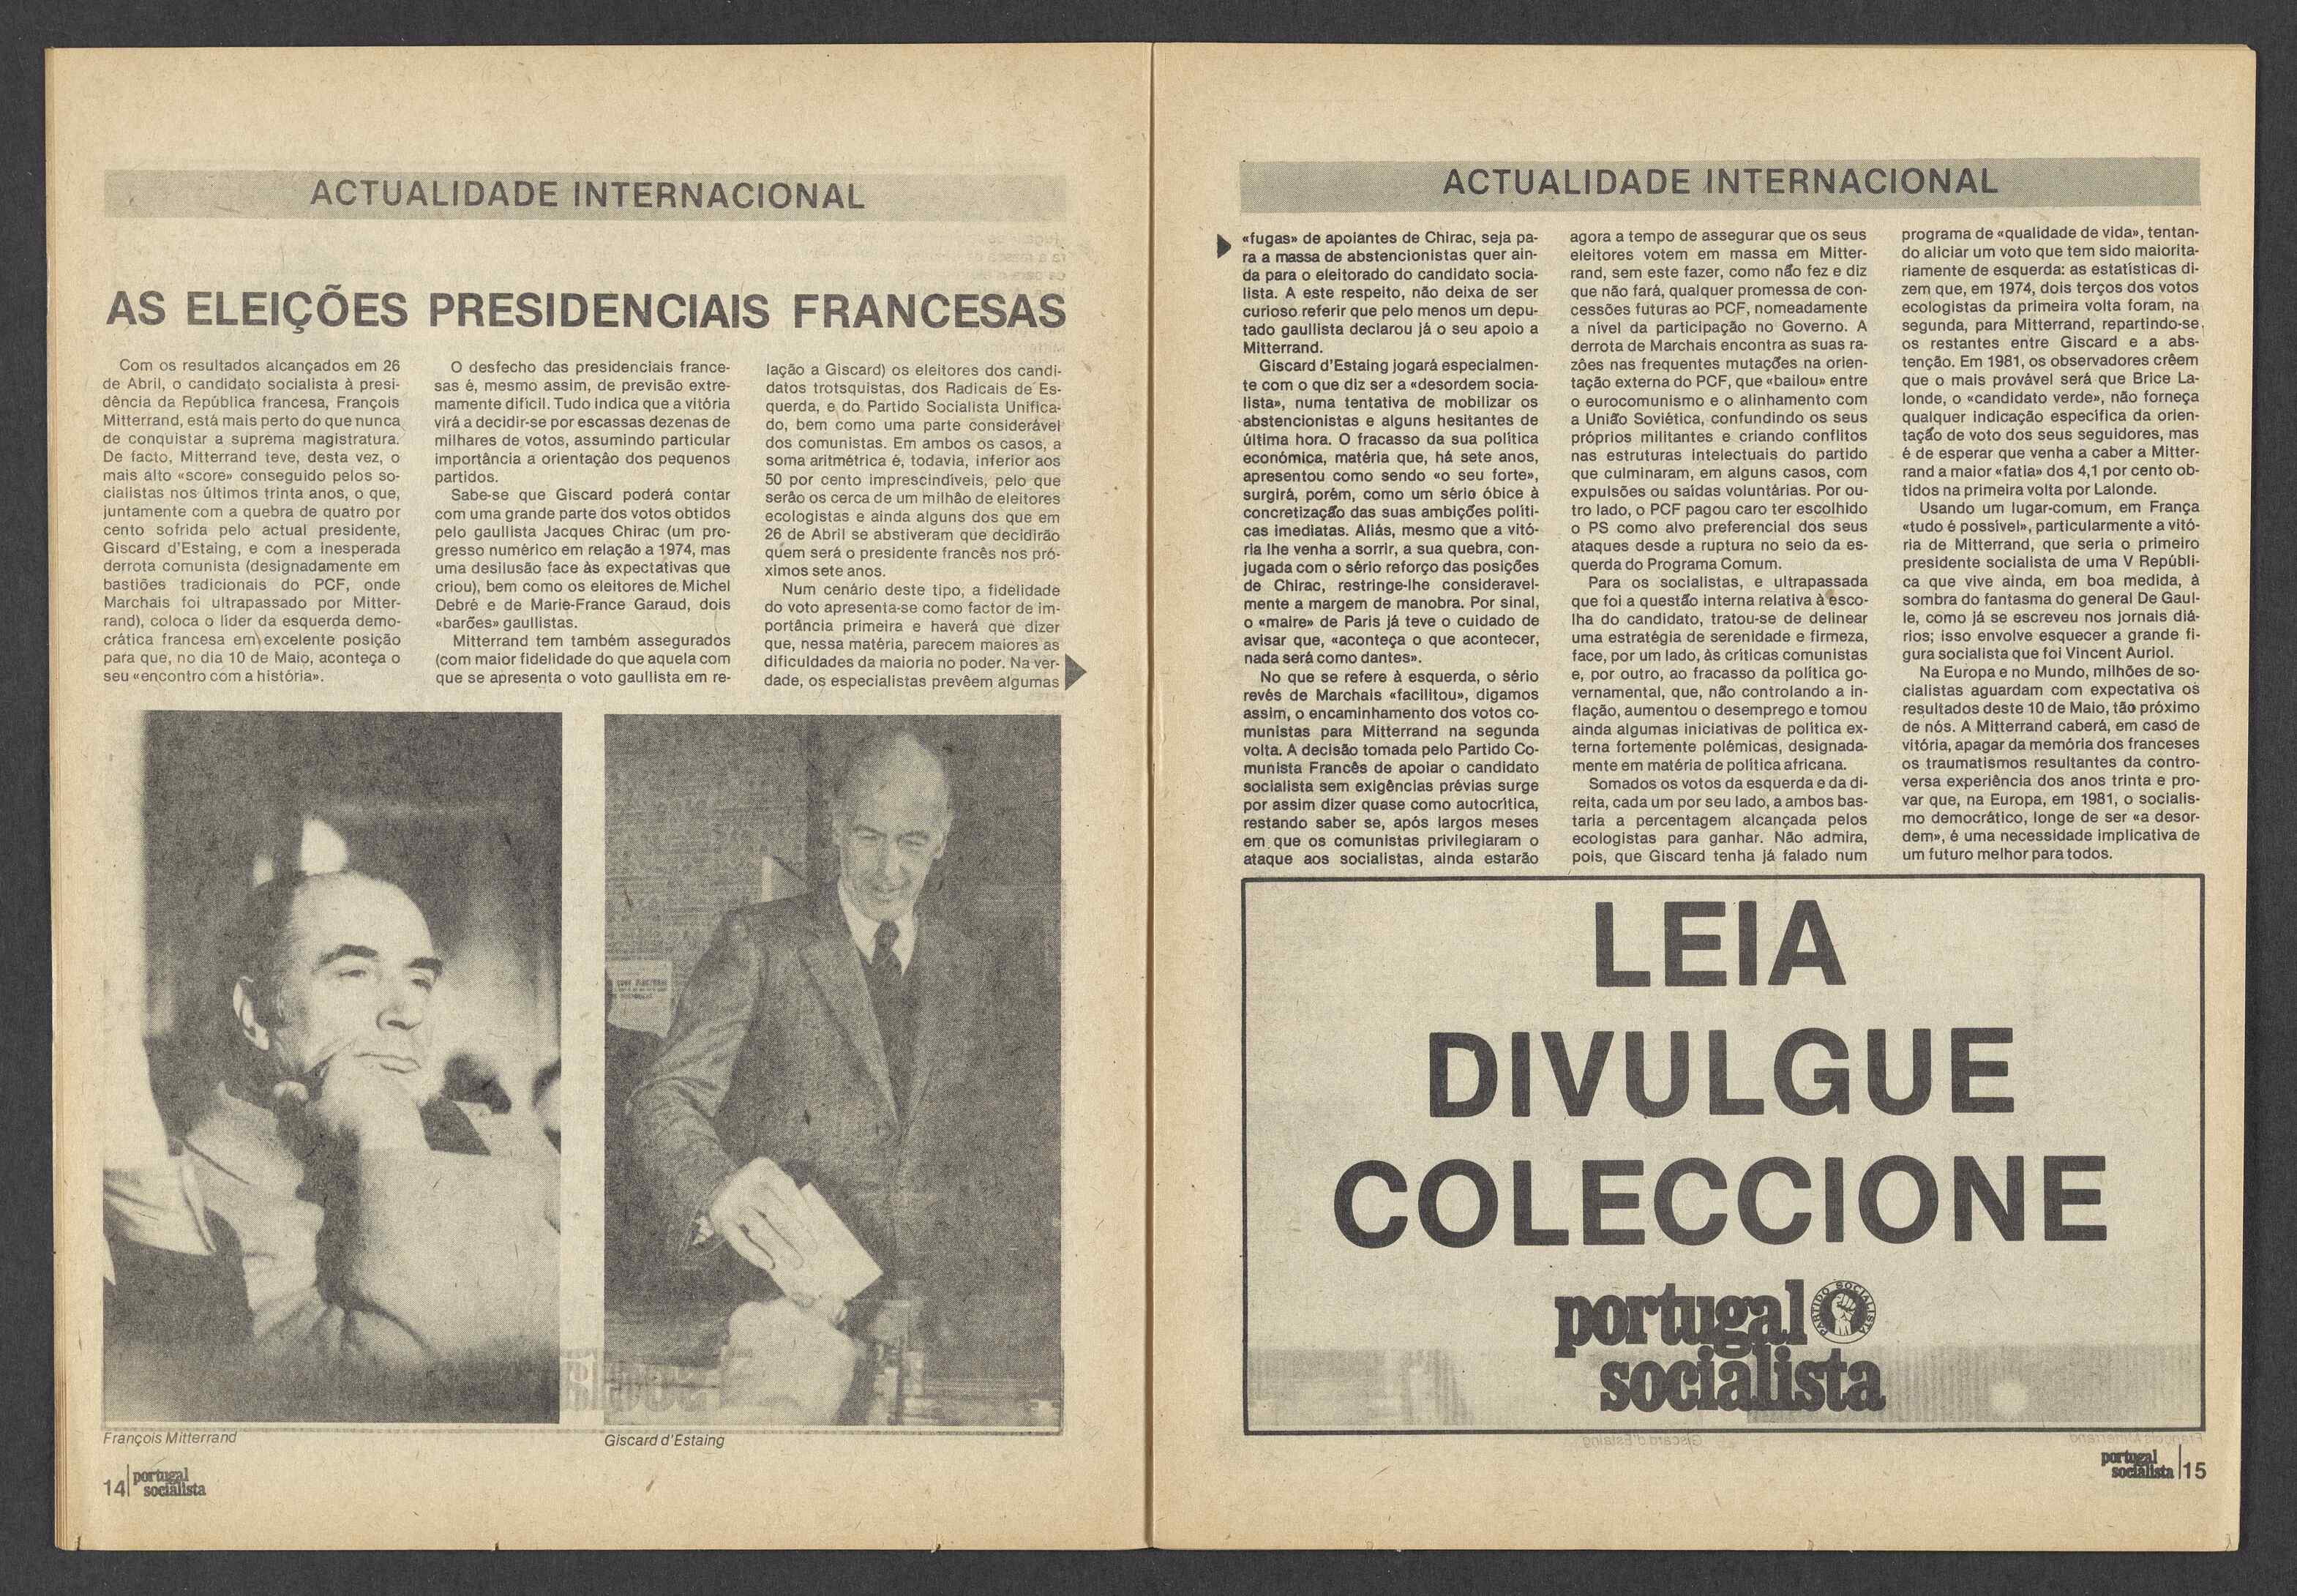 ACTUALIDADE INTERNACIONAL
AS ELEIÇÕES PRESIDENCIAIS FRANCESAS
Com os resultados alcançados em 26
de Abril, o candidato socialista à presi-
dência da República francesa, François
Mitterrand, está mais perto do que nunca
de conquistar a suprema magistratura.
De facto, Mitterrand teve, desta vez, o
mais alto «score» conseguido pelos so-
cialistas nos últimos trinta anos, o que,
juntamente com a quebra de quatro por
cento sofrida pelo actual presidente,
Giscard d'Estaing, e com a inesperada
derrota comunista (designadamente em
bastiões tradicionais do PCF, onde
Marchais foi ultrapassado por Mitter-
rand), coloca o líder da esquerda demo-
crática francesa em excelente posição
para que, no dia 10 de Maio, aconteça o
seu «encontro com a história».
O desfecho das presidenciais france-
sas é, mesmo assim, de previsão extre-
mamente difícil. Tudo indica que a vitória
virá a decidir-se por escassas dezenas de
milhares de votos, assumindo particular
importância a orientação dos pequenos
partidos.
Sabe-se que Giscard poderá contar
com uma grande parte dos votos obtidos
pelo gaullista Jacques Chirac (um pro-
gresso numérico em relação a 1974, mas
uma desilusão face às expectativas que
criou), bem como os eleitores de Michel
Debré e de Marie-France Garaud, dois
«barões» gaullistas.
Mitterrand tem também assegurados
(com maior fidelidade do que aquela com
que se apresenta o voto gaullista em re-
lação a Giscard) os eleitores dos candi-
datos trotsquistas, dos Radicais de Es-
querda, e do Partido Socialista Unifica-
do, bem como uma parte considerável
dos comunistas. Em ambos os casos, a
soma aritmétrica é, todavia, inferior aos
50 por cento imprescindíveis, pelo que
serão os cerca de um milhão de eleitores
ecologistas e ainda alguns dos que em
26 de Abril se abstiveram que decidirão
quem será o presidente francês nos pró-
ximos sete anos.
Num cenário deste tipo, a fidelidade
do voto apresenta-se como factor de im-
portância primeira e haverá que dizer
que, nessa matéria, parecem maiores as
dificuldades da maioria no poder. Na ver-
dade, os especialistas prevêem algumas
François Mitterrand
Giscard d'Estaing
14 portugal
socialista
ACTUALIDADE INTERNACIONAL
«fugas» de apoiantes de Chirac, seja pa-
ra a massa de abstencionistas quer ain-
da para o eleitorado do candidato socia-
lista. A este respeito, não deixa de ser
curioso referir que pelo menos um depu-
tado gaullista declarou já o seu apoio a
Mitterrand.
Giscard d'Estaing jogará especialmen-
te com o que diz ser a «desordem socia-
lista», numa tentativa de mobilizar os
abstencionistas e alguns hesitantes de
última hora. O fracasso da sua política
económica, matéria que, há sete anos,
apresentou como sendo «o seu forte»,
surgirá, porém, como um sério óbice à
concretização das suas ambições políti-
cas imediatas. Aliás, mesmo que a vitó-
ria lhe venha a sorrir, a sua quebra, con-
jugada com o sério reforço das posições
de Chirac, restringe-lhe consideravel-
mente a margem de manobra. Por sinal,
o «maire» de Paris já teve o cuidado de
avisar que, «aconteça o que acontecer,
nada será como dantes».
No que se refere à esquerda, o sério
revés de Marchais «facilitou», digamos
assim, o encaminhamento dos votos co-
munistas para Mitterrand na segunda
volta. A decisão tomada pelo Partido Co-
munista Francês de apoiar o candidato
socialista sem exigências prévias surge
por assim dizer quase como autocrítica,
restando saber se, após largos meses
em que os comunistas privilegiaram o
ataque aos socialistas, ainda estarão
agora a tempo de assegurar que os seus
eleitores votem em massa em Mitter-
rand, sem este fazer, como não fez e diz
que não fará, qualquer promessa de con-
cessões futuras ao PCF, nomeadamente
a nível da participação no Governo. A
derrota de Marchais encontra as suas ra-
zões nas frequentes mutações na orien-
tação externa do PCF, que «bailou» entre
o eurocomunismo e o alinhamento com
a União Soviética, confundindo os seus
próprios militantes e criando conflitos
nas estruturas intelectuais do partido
que culminaram, em alguns casos, com
expulsões ou saídas voluntárias. Por ou-
tro lado, o PCF pagou caro ter escolhido
o PS como alvo preferencial dos seus
ataques desde a ruptura no seio da es-
querda do Programa Comum.
Para os socialistas, e ultrapassada
que foi a questão interna relativa à esco-
lha do candidato, tratou-se de delinear
uma estratégia de serenidade e firmeza,
face, por um lado, às críticas comunistas
e, por outro, ao fracasso da política go-
vernamental, que, não controlando a in-
flação, aumentou o desemprego e tomou
ainda algumas iniciativas de política ex-
terna fortemente polémicas, designada-
mente em matéria de política africana.
Somados os votos da esquerda e da di-
reita, cada um por seu lado, a ambos bas-
taria a percentagem alcançada pelos
ecologistas para ganhar. Não admira,
pois, que Giscard tenha já falado num
programa de «qualidade de vida», tentan-
do aliciar um voto que tem sido maiorita-
riamente de esquerda: as estatísticas di-
zem que, em 1974, dois terços dos votos
ecologistas da primeira volta foram, na
segunda, para Mitterrand, repartindo-se
os restantes entre Giscard e a abs-
tenção. Em 1981, os observadores crêem
que o mais provável será que Brice La-
londe, o «candidato verde», não forneça
qualquer indicação específica da orien-
tação de voto dos seus seguidores, mas
é de esperar que venha a caber a Mitter-
rand a maior «fatia» dos 4,1 por cento ob-
tidos na primeira volta por Lalonde.
Usando um lugar-comum, em França
«tudo é possível», particularmente a vitó-
ria de Mitterrand, que seria o primeiro
presidente socialista de uma V Repúbli-
ca que vive ainda, em boa medida, à
sombra do fantasma do general De Gaul-
le, como já se escreveu nos jornais diá-
rios; isso envolve esquecer a grande fi-
gura socialista que foi Vincent Auriol.
Na Europa e no Mundo, milhões de so-
cialistas aguardam com expectativa os
resultados deste 10 de Maio, tão próximo
de nós. A Mitterrand caberá, em caso de
vitória, apagar da memória dos franceses
os traumatismos resultantes da contro-
versa experiência dos anos trinta e pro-
var que, na Europa, em 1981, o socialis-
mo democrático, longe de ser «a desor-
dem», é uma necessidade implicativa de
um futuro melhor para todos.
LEIA
DIVULGUE
COLECCIONE
portugal
PARTIDO SOCIALISTA
socialista
portugal
socialista 15